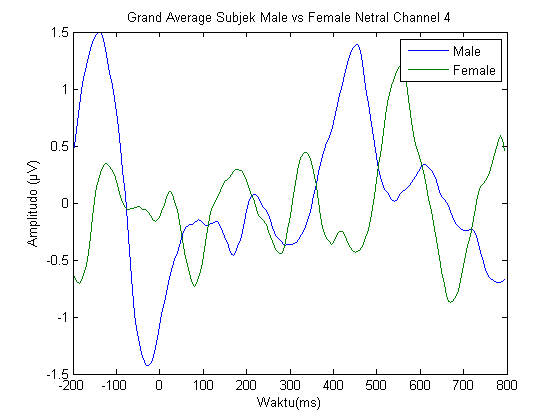 Grand Average Subjek Male vs Female Netral Channel 4
Male
Female
Amplitudo (µV)
1.5
1
0.5
0
-0.5
-1
-1.5
-200 -100 0 100 200 300 400 500 600 700 800
Waktu(ms)